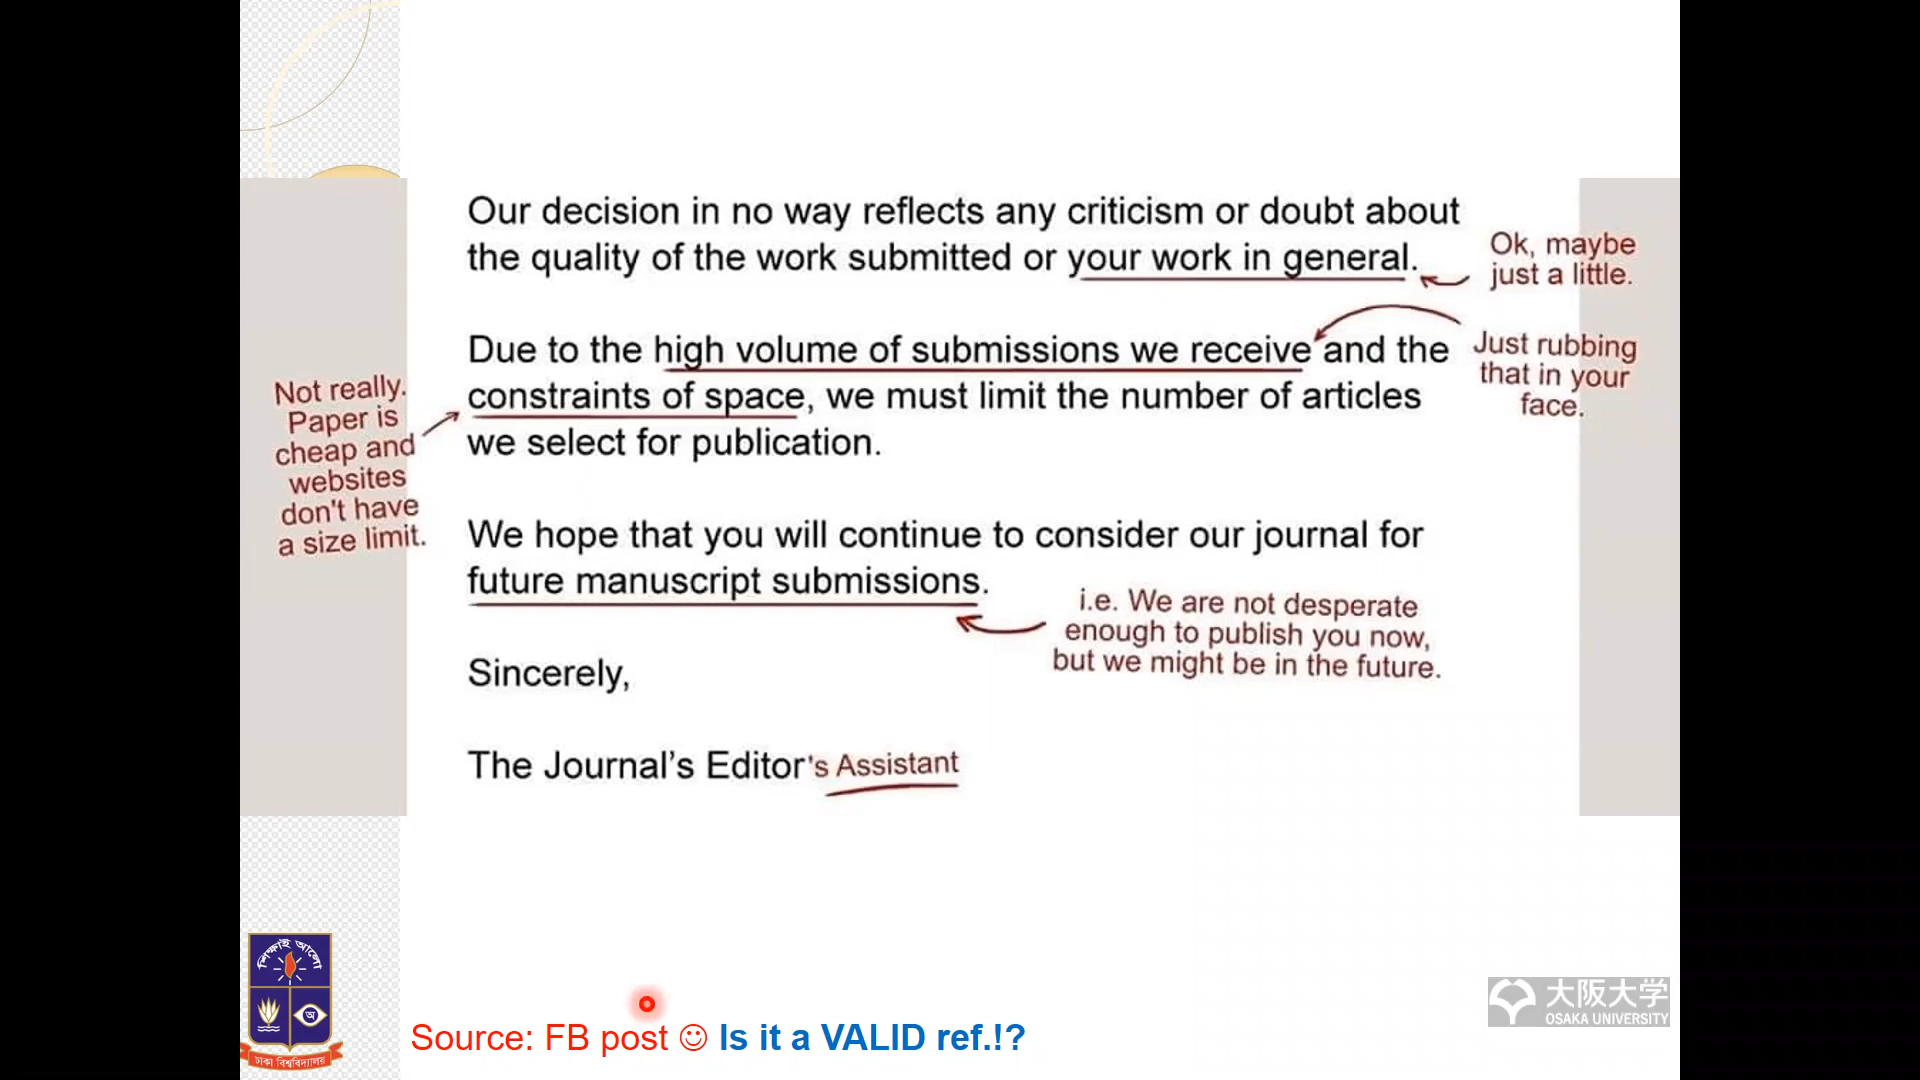 Our decision in no way reflects any criticism or doubt about
the quality of the work submitted or your work in general.
Ok, maybe
just a little.
Due to the high volume of submissions we receive and the
constraints of space, we must limit the number of articles
we select for publication.
Just rubbing
that in your
face.
Not really.
Paper is
cheap and
websites
don't have
a size limit.
We hope that you will continue to consider our journal for
future manuscript submissions.
i.e. We are not desperate
enough to publish you now,
but we might be in the future.
Sincerely,
The Journal’s Editor's Assistant
শিক্ষাই আলো
অ
ঢাকা বিশ্ববিদ্যালয়
Source: FB post ☺ Is it a VALID ref.!?
大阪大学
OSAKA UNIVERSITY